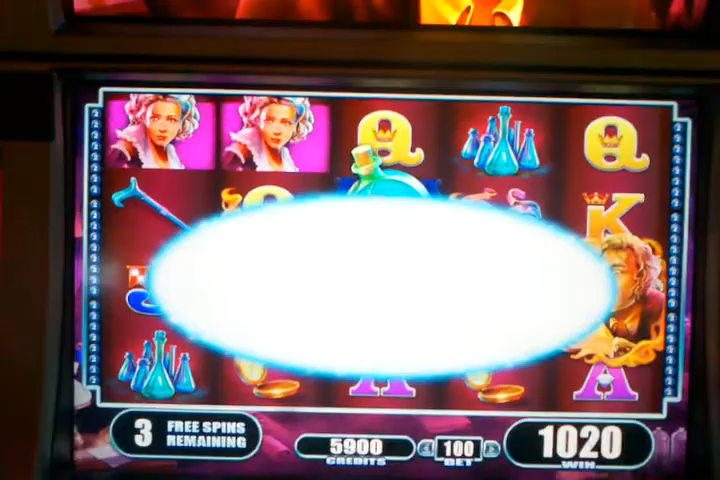 Q
Q
K
A
3 FREE SPINS
REMAINING
5900
CREDITS
100
BET
1020
WIN